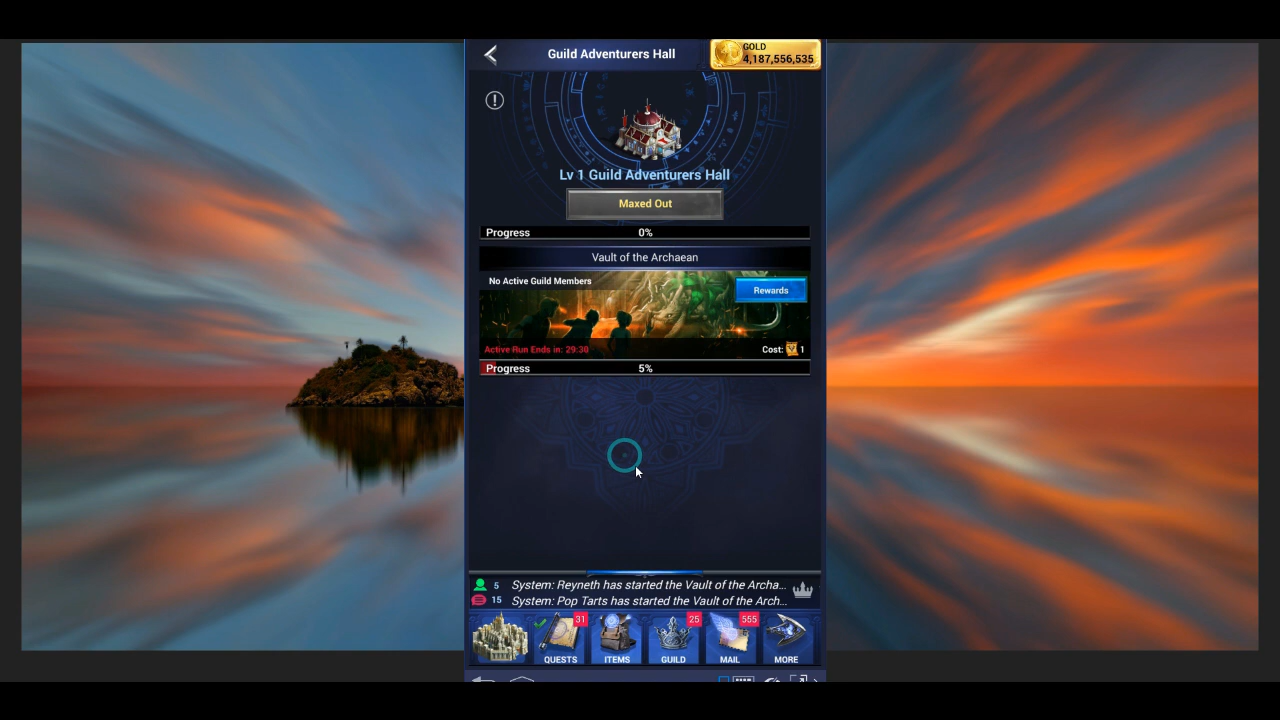 Guild Adventurers Hall
GOLD
4,187,556,535
Lv 1 Guild Adventurers Hall
Maxed Out
Progress 0%
Vault of the Archaean
No Active Guild Members
Rewards
Active Run Ends in: 29:30
Cost: 1
Progress 5%
5 System: Reyneth has started the Vault of the Archa...
15 System: Pop Tarts has started the Vault of the Arch...
31 25 555
QUESTS ITEMS GUILD MAIL MORE